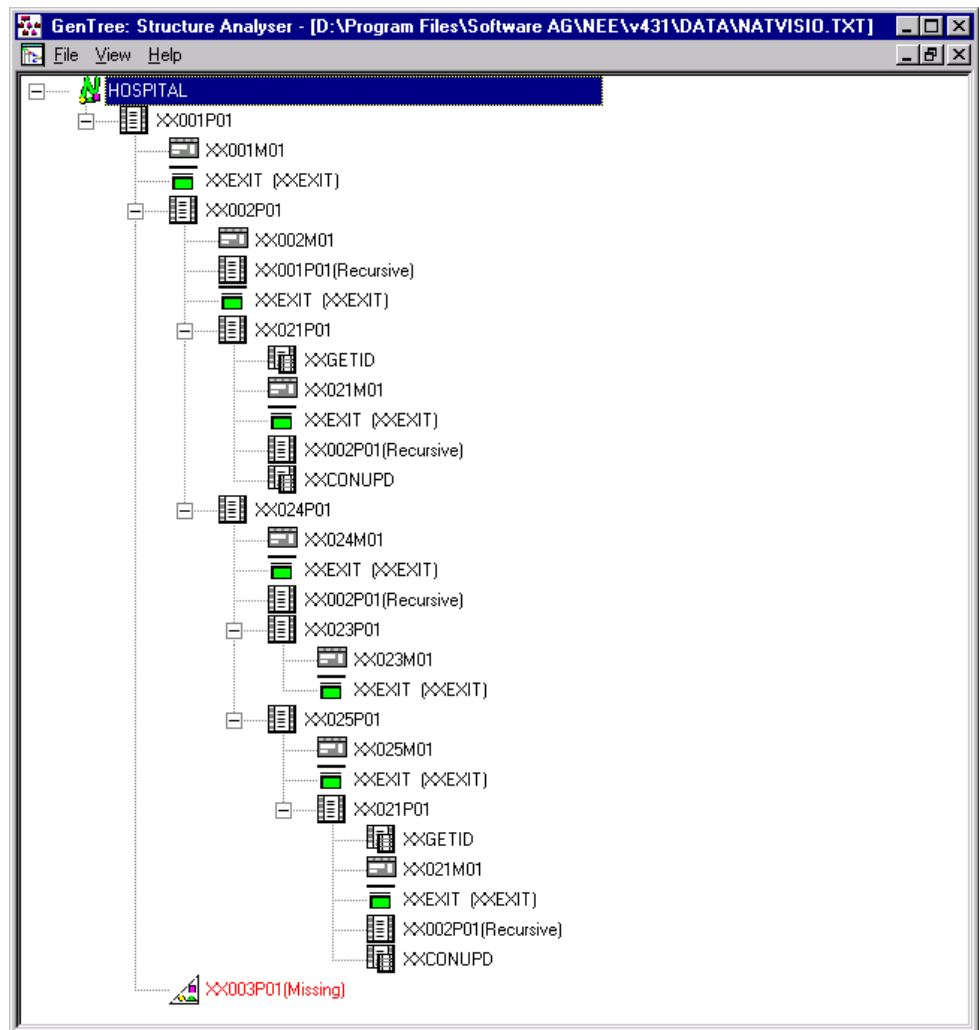 GenTree: Structure Analyser - [D:\Program Files\Software AG\NEE\v431\DATA\NATVISIO.TXT]
File View Help
HOSPITAL
XX001P01
XX001M01
XXEXIT (XXEXIT)
XX002P01
XX002M01
XX001P01(Recursive)
XXEXIT (XXEXIT)
XX021P01
XXGETID
XX021M01
XXEXIT (XXEXIT)
XX002P01(Recursive)
XXCONUPD
XX024P01
XX024M01
XXEXIT (XXEXIT)
XX002P01(Recursive)
XX023P01
XX023M01
XXEXIT (XXEXIT)
XX025P01
XX025M01
XXEXIT (XXEXIT)
XX021P01
XXGETID
XX021M01
XXEXIT (XXEXIT)
XX002P01(Recursive)
XXCONUPD
XX003P01(Missing)